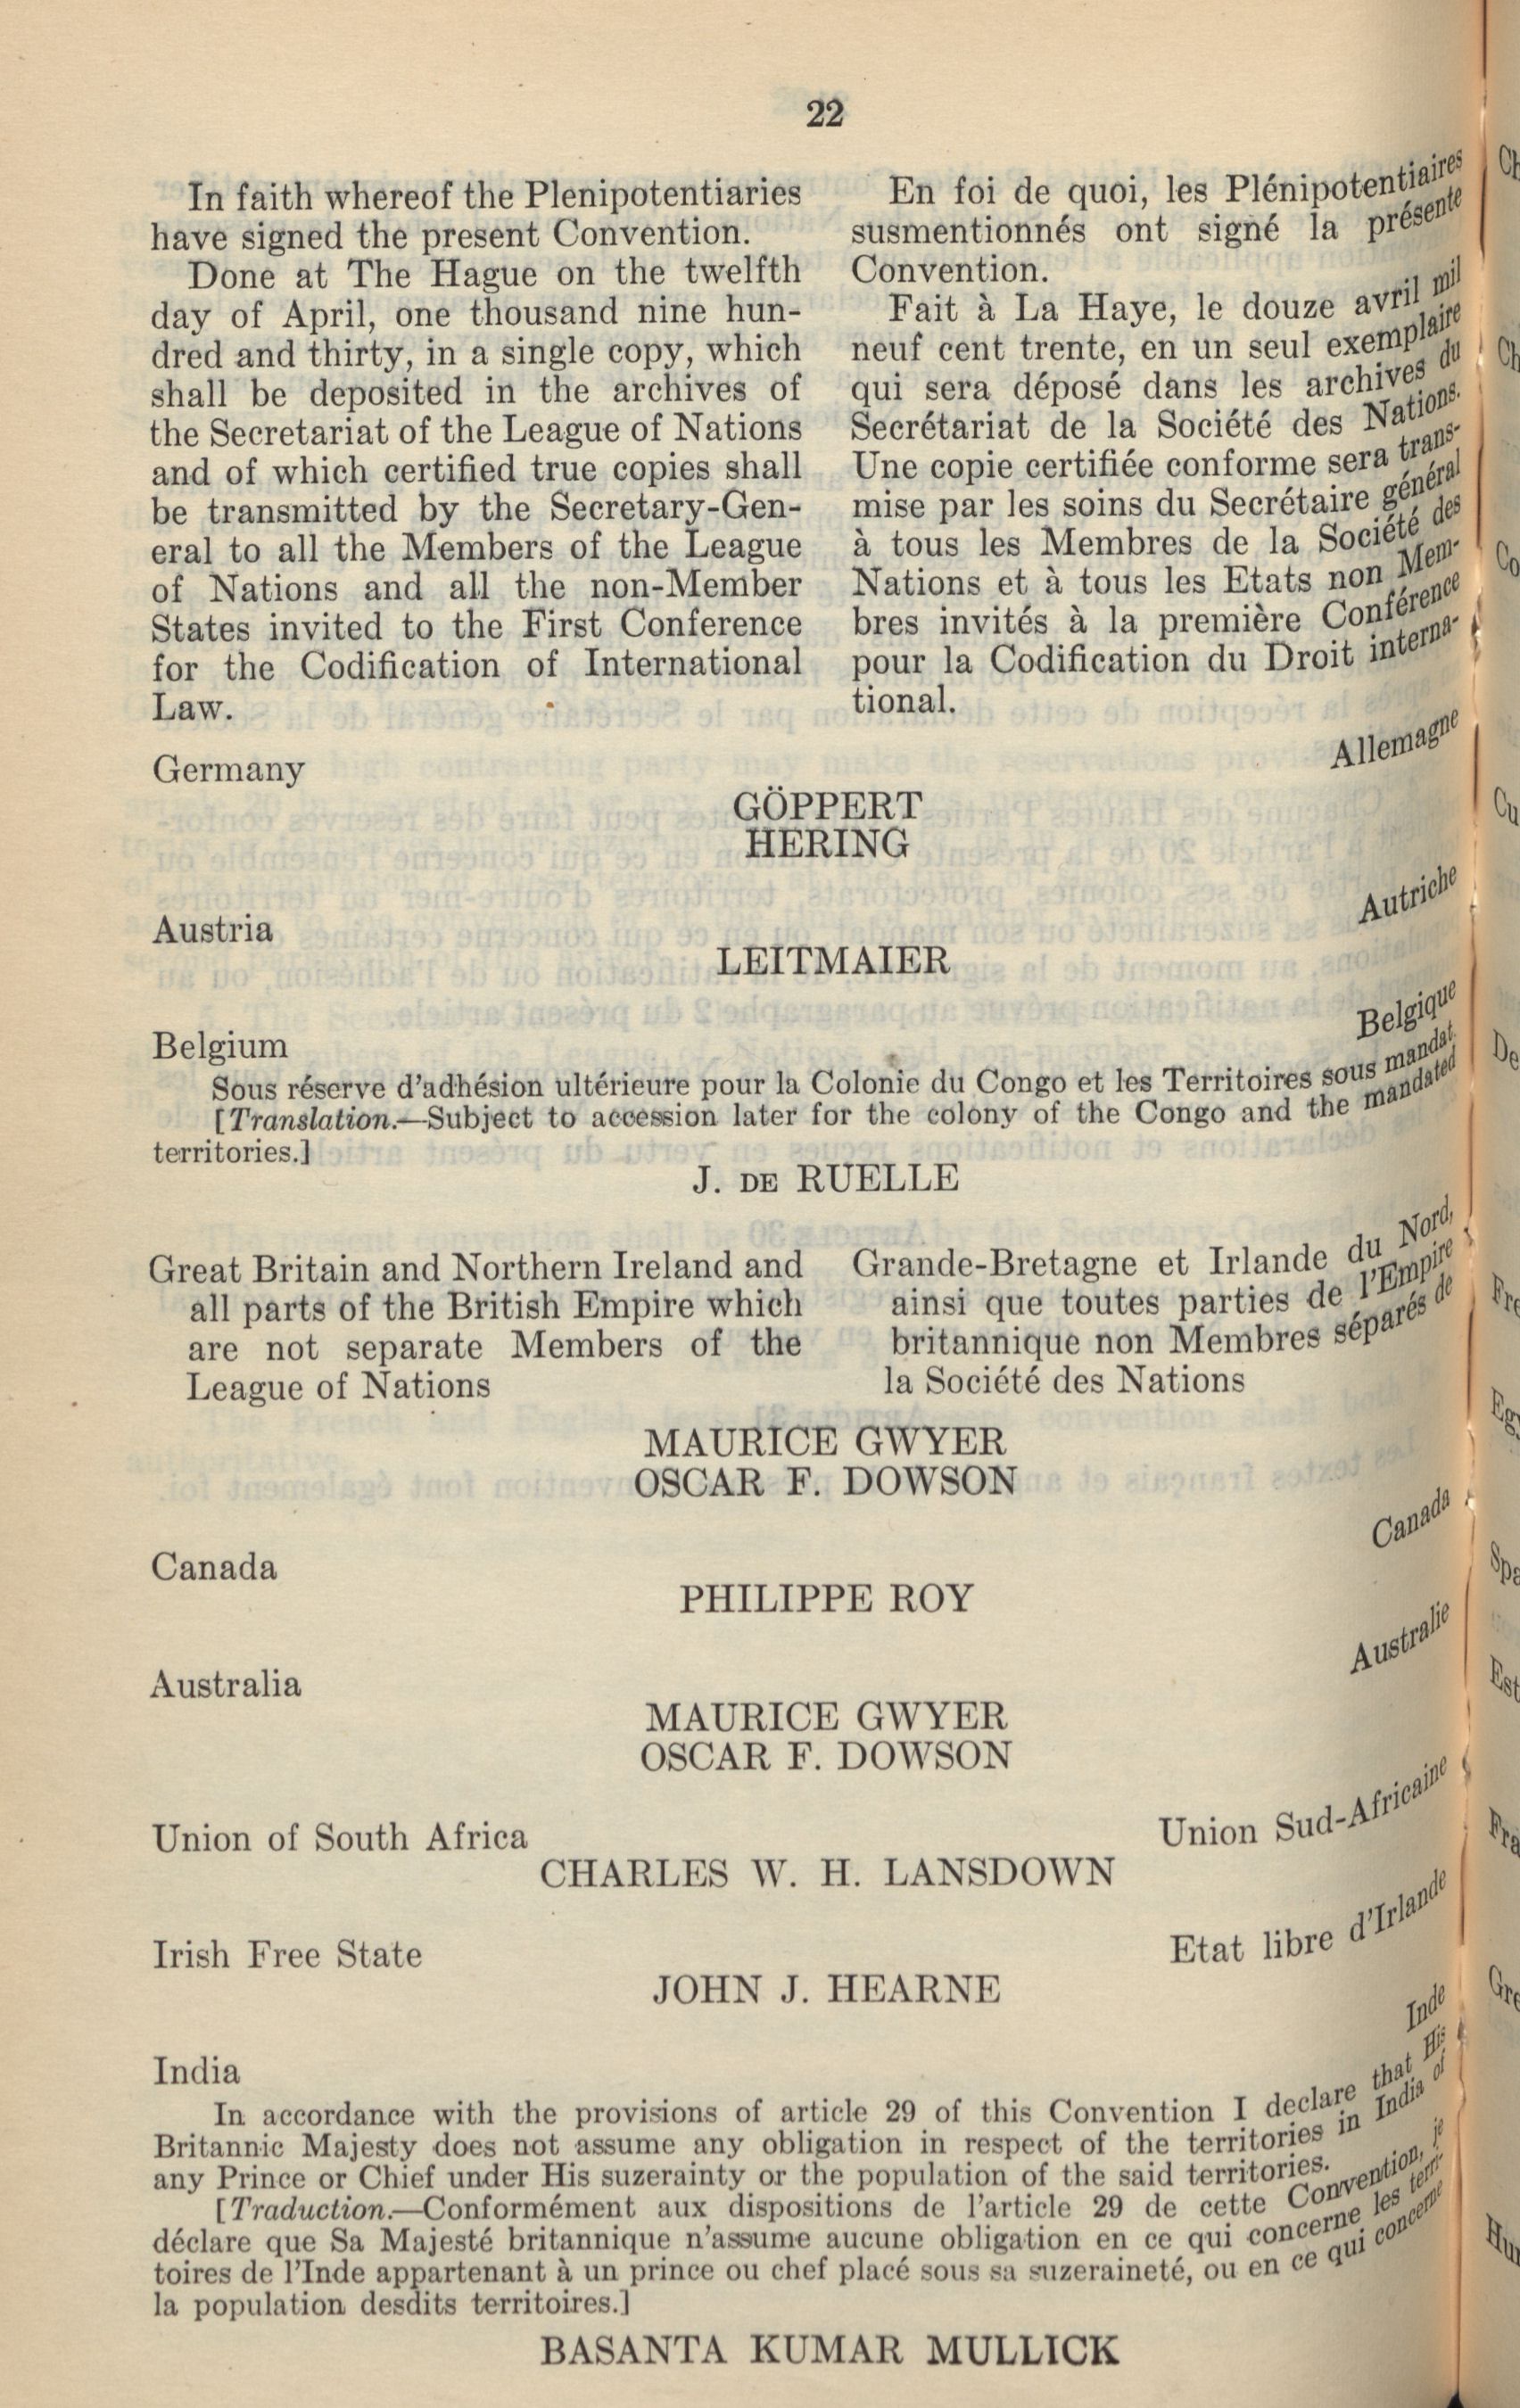 22
In faith whereof the Plenipotentiaries
have signed the present Convention.
Done at The Hague on the twelfth
day of April, one thousand nine hun-
dred and thirty, in a single copy, which
shall be deposited in the archives of
the Secretariat of the League of Nations
and of which certified true copies shall
be transmitted by the Secretary-Gen-
eral to all the Members of the League
of Nations and all the non-Member
States invited to the First Conference
for the Codification of International
Law.
En foi de quoi, les Plénipotentiaires
susmentionnés ont signé la présente
Convention.
Fait à La Haye, le douze avril mil
neuf cent trente, en un seul exemplaire
qui sera déposé dans les archives du
Secrétariat de la Société des Nations.
Une copie certifiée conforme sera trans-
mise par les soins du Secrétaire général
à tous les Membres de la Société des
Nations et à tous les Etats non Mem-
bres invités à la première Conférence
pour la Codification du Droit interna-
tional.
Germany Allemagne
GÖPPERT
HERING
Austria Autriche
LEITMAIER
Belgium Belgique
Sous réserve d'adhésion ultérieure pour la Colonie du Congo et les Territoires sous mandat.
[Translation.—Subject to accession later for the colony of the Congo and the mandated
territories.]
J. DE RUELLE
Great Britain and Northern Ireland and
all parts of the British Empire which
are not separate Members of the
League of Nations
Grande-Bretagne et Irlande du Nord,
ainsi que toutes parties de l'Empire
britannique non Membres séparés de
la Société des Nations
MAURICE GWYER
OSCAR F. DOWSON
Canada Canada
PHILIPPE ROY
Australia Australie
MAURICE GWYER
OSCAR F. DOWSON
Union of South Africa Union Sud-Africaine
CHARLES W. H. LANSDOWN
Irish Free State Etat libre d'Irlande
JOHN J. HEARNE
India Inde
In accordance with the provisions of article 29 of this Convention I declare that His
Britannic Majesty does not assume any obligation in respect of the territories in India of
any Prince or Chief under His suzerainty or the population of the said territories.
[Traduction.—Conformément aux dispositions de l'article 29 de cette Convention, je
déclare que Sa Majesté britannique n'assume aucune obligation en ce qui concerne les terri-
toires de l'Inde appartenant à un prince ou chef placé sous sa suzeraineté, ou en ce qui concerne
la population desdits territoires.]
BASANTA KUMAR MULLICK